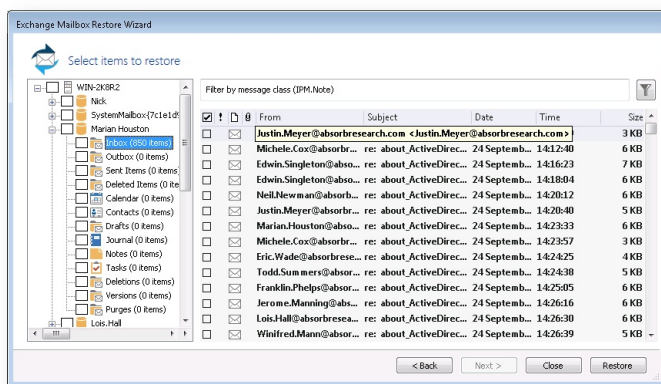 Exchange Mailbox Restore Wizard
Select items to restore
WIN-2K8R2
Nick
SystemMailbox{7c1e1d9
Marian Houston
Inbox (850 items)
Outbox (0 items)
Sent Items (0 items)
Deleted Items (0 ite
Calendar (0 items)
Contacts (0 items)
Drafts (0 items)
Journal (0 items)
Notes (0 items)
Tasks (0 items)
Deletions (0 items)
Versions (0 items)
Purges (0 items)
Lois.Hall
Filter by message class (IPM.Note)
From Subject Date Time Size
Justin.Meyer@absorbresearch.com <Justin.Meyer@absorbresearch.com> 3 KB
Michele.Cox@absorbr... re: about_ActiveDirec... 24 Septemb... 14:12:40 6 KB
Edwin.Singleton@abso... re: about_ActiveDirec... 24 Septemb... 14:16:23 7 KB
Edwin.Singleton@abso... re: about_ActiveDirec... 24 Septemb... 14:18:04 6 KB
Neil.Newman@absorb... re: about_ActiveDirec... 24 Septemb... 14:20:12 6 KB
Justin.Meyer@absorbr... re: about_ActiveDirec... 24 Septemb... 14:20:40 5 KB
Marian.Houston@absor... re: about_ActiveDirec... 24 Septemb... 14:23:33 6 KB
Michele.Cox@absorbre... re: about_ActiveDirec... 24 Septemb... 14:23:57 3 KB
Eric.Wade@absorbrese... re: about_ActiveDirec... 24 Septemb... 14:24:25 4 KB
Todd.Summers@absor... re: about_ActiveDirec... 24 Septemb... 14:24:38 5 KB
Franklin.Phelps@absor... re: about_ActiveDirec... 24 Septemb... 14:25:05 6 KB
Jerome.Manning@abs... re: about_ActiveDirec... 24 Septemb... 14:26:16 6 KB
Lois.Hall@absorbresea... re: about_ActiveDirec... 24 Septemb... 14:26:30 6 KB
Winifred.Mann@absor... re: about_ActiveDirec... 24 Septemb... 14:26:39 5 KB
< Back Next > Close Restore